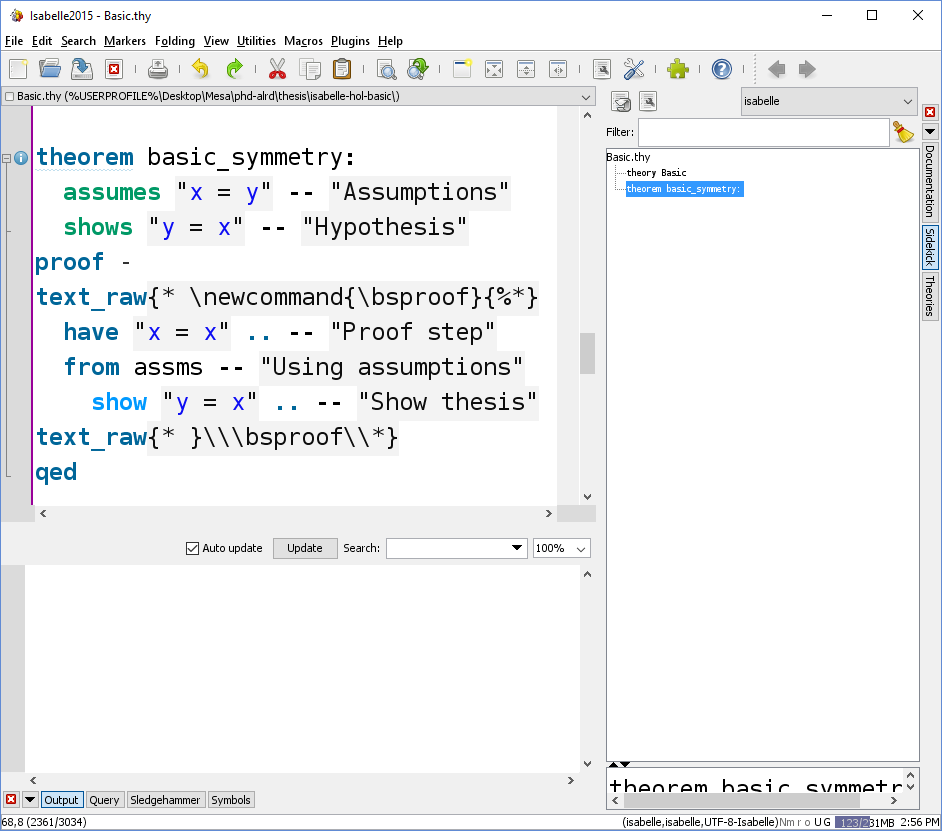 Isabelle2015 - Basic.thy
File Edit Search Markers Folding View Utilities Macros Plugins Help
Basic.thy (%USERPROFILE%\Desktop\Mesa\phd-alrd\thesis\isabelle-hol-basic\)
isabelle
Filter:
theorem basic_symmetry:
assumes "x = y" -- "Assumptions"
shows "y = x" -- "Hypothesis"
proof -
text_raw{* \newcommand{\bsproof}{%*}
have "x = x" .. -- "Proof step"
from assms -- "Using assumptions"
show "y = x" .. -- "Show thesis"
text_raw{* }\\\bsproof\\*}
qed
Basic.thy
theory Basic
theorem basic_symmetry:
Documentation
Sidekick
Theories
Auto update Update Search: 100%
theorem basic_symmetr
Output Query Sledgehammer Symbols
68,8 (2361/3034) (isabelle,isabelle,UTF-8-Isabelle)Nm r o U G 123/231MB 2:56 PM